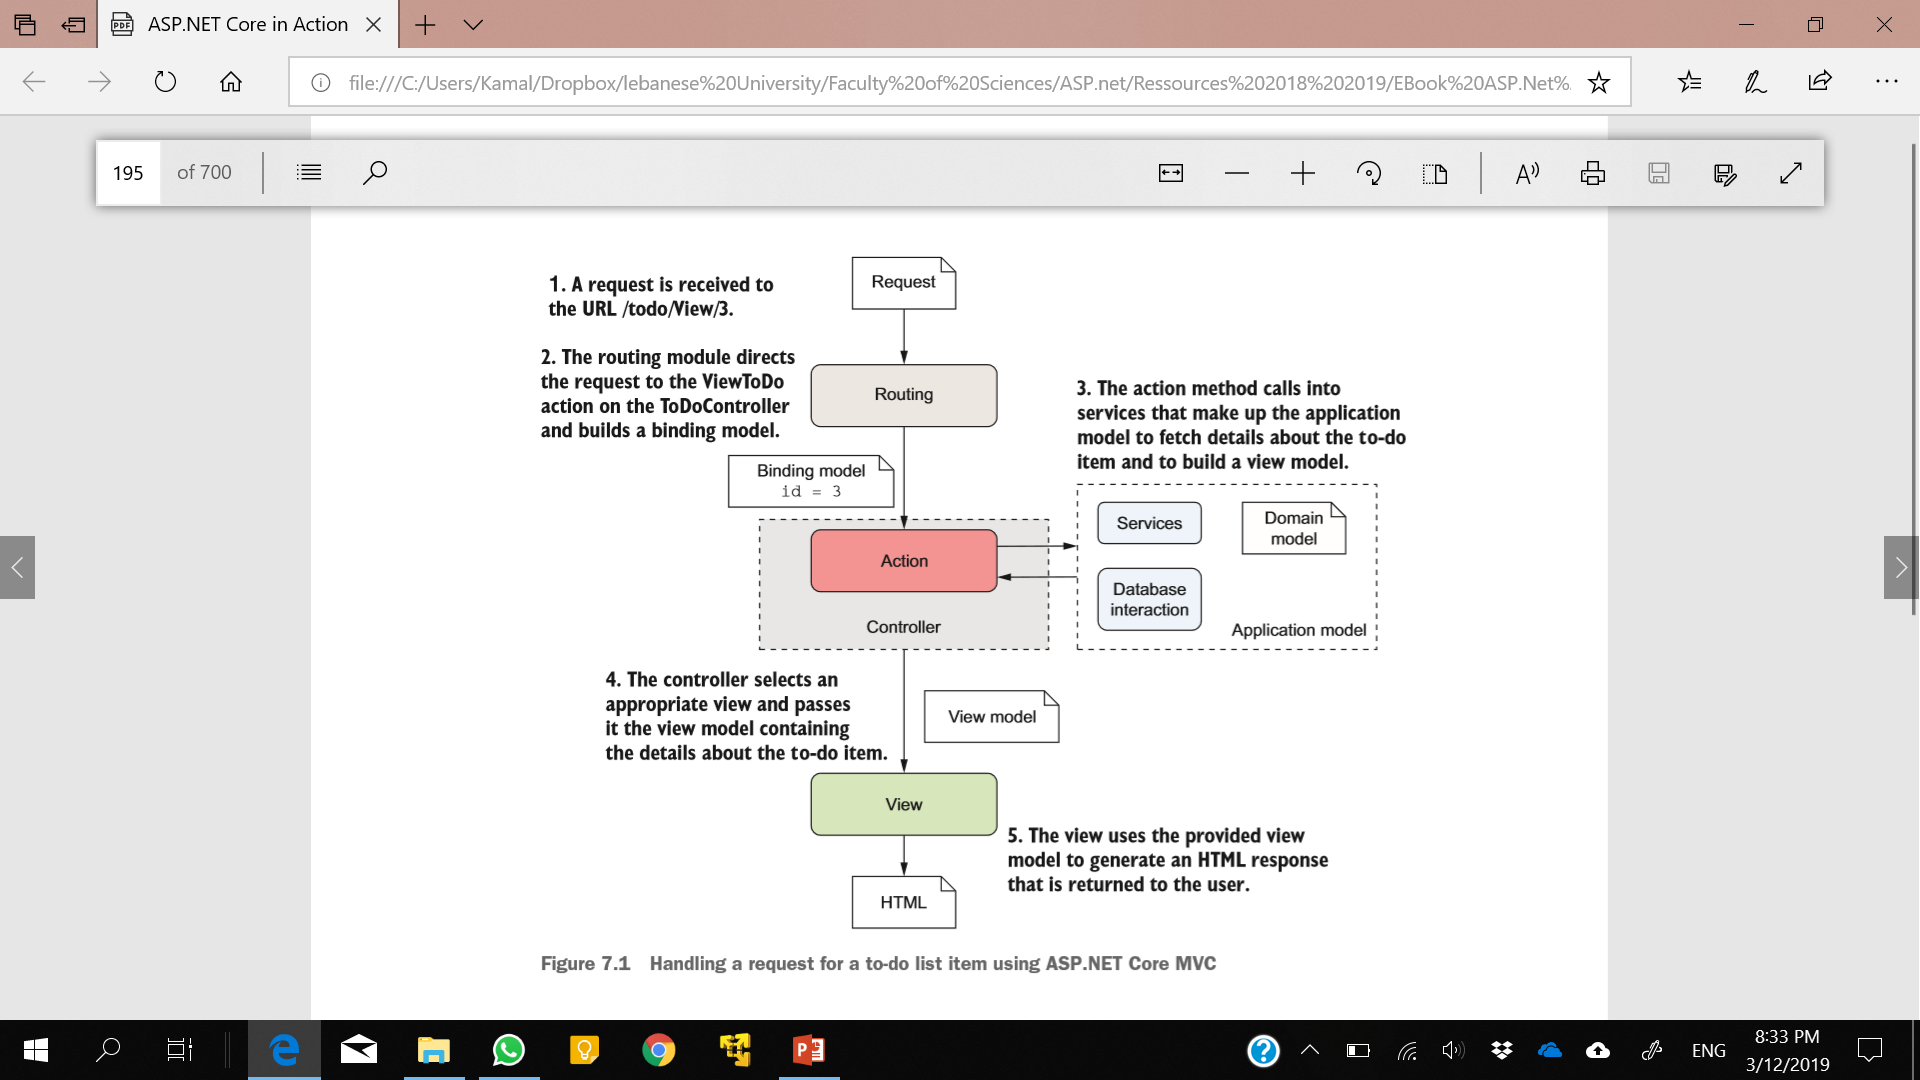 ASP.NET Core in Action
file:///C:/Users/Kamal/Dropbox/lebanese%20University/Faculty%20of%20Sciences/ASP.net/Ressources%202018%202019/EBook%20ASP.Net%.
195
of 700
1. A request is received to
the URL /todo/View/3.
Request
2. The routing module directs
the request to the ViewToDo
action on the ToDoController
and builds a binding model.
Routing
3. The action method calls into
services that make up the application
model to fetch details about the to-do
item and to build a view model.
Binding model
id = 3
Services
Domain
model
Action
Database
interaction
Controller
Application model
4. The controller selects an
appropriate view and passes
it the view model containing
the details about the to-do item.
View model
View
5. The view uses the provided view
model to generate an HTML response
that is returned to the user.
HTML
Figure 7.1 Handling a request for a to-do list item using ASP.NET Core MVC
ENG
8:33 PM
3/12/2019